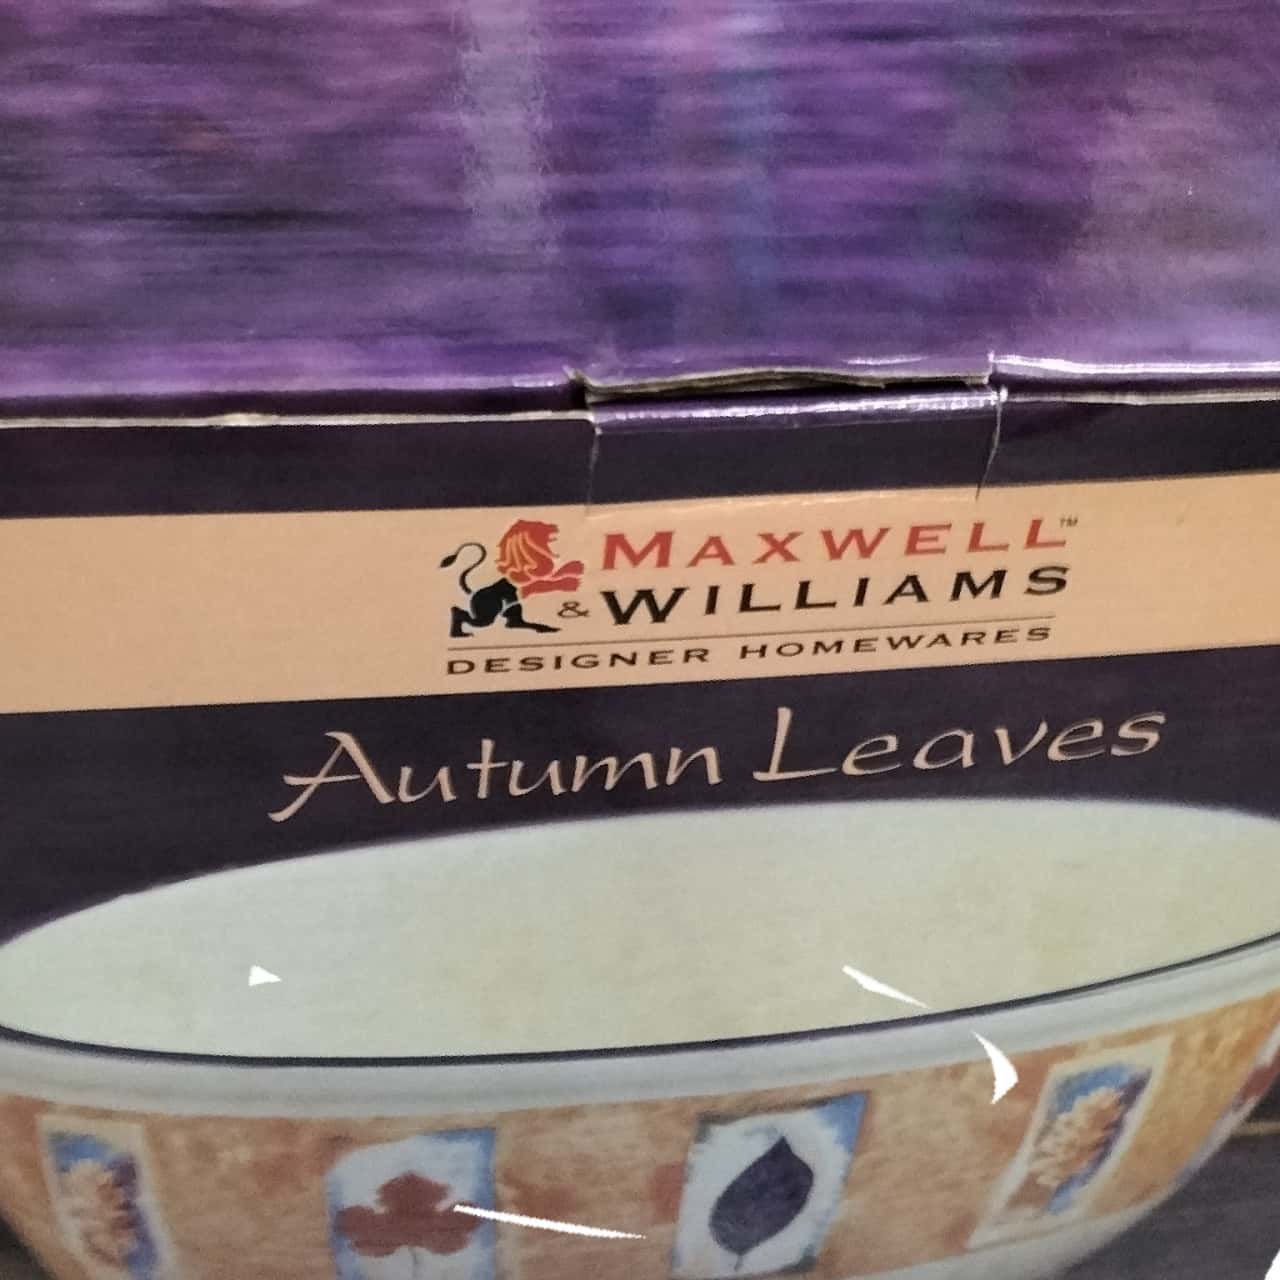 MAXWELL™
& WILLIAMS
DESIGNER HOMEWARES
Autumn Leaves